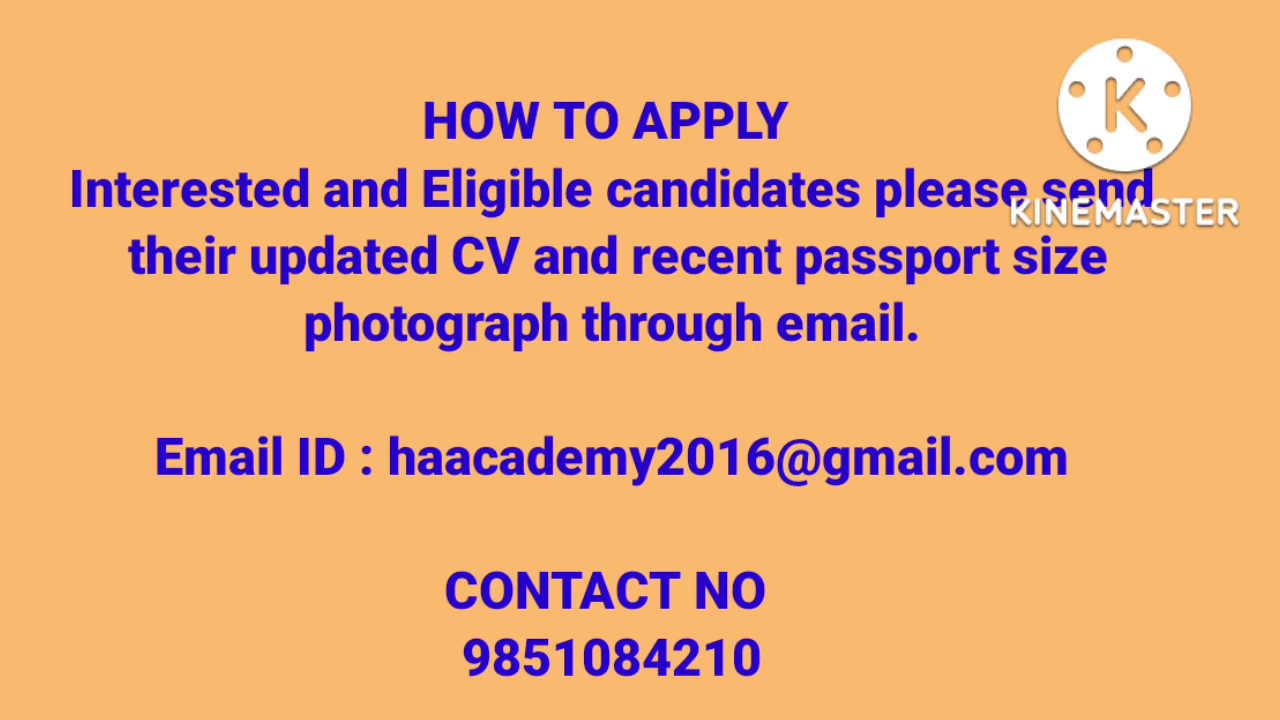 HOW TO APPLY
Interested and Eligible candidates please send
their updated CV and recent passport size
photograph through email.
Email ID : haacademy2016@gmail.com
CONTACT NO
9851084210
K
KINEMASTER